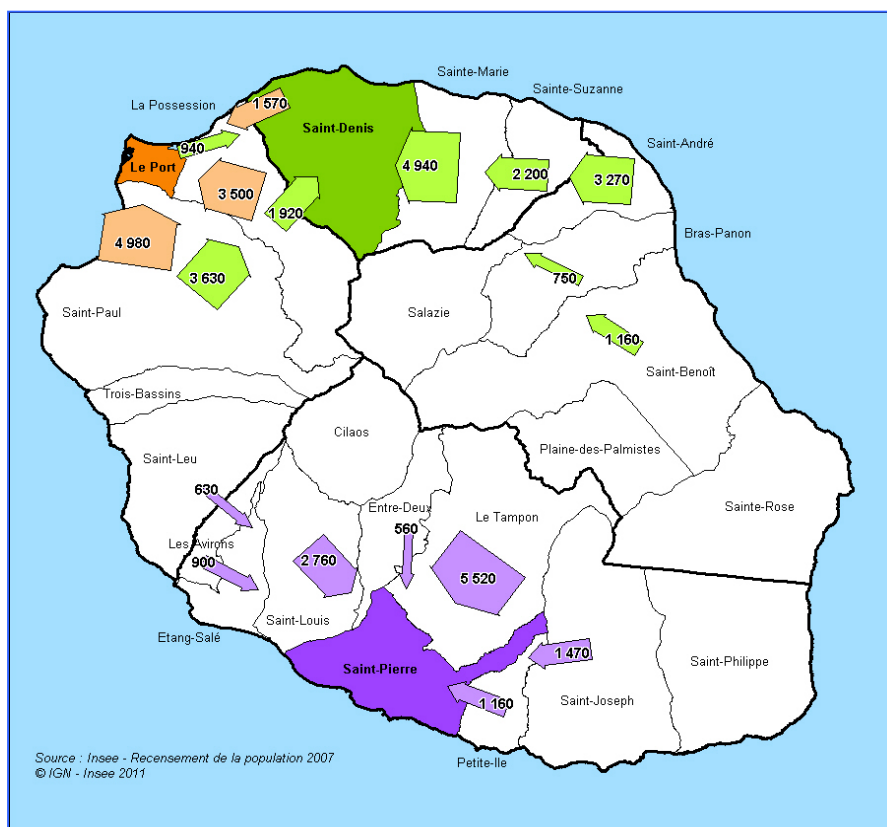 Sainte-Marie
Sainte-Suzanne
La Possession
1 570
Saint-Denis
Saint-André
940
Le Port
4 940
2 200
3 270
3 500
1 920
4 980
Bras-Panon
3 630
750
Saint-Paul
Salazie
1 160
Saint-Benoît
Trois-Bassins
Cilaos
Plaine-des-Palmistes
Saint-Leu
630
Entre-Deux
Le Tampon
Sainte-Rose
560
Les Avirons
900
2 760
5 520
Saint-Louis
Etang-Salé
Saint-Pierre
1 470
Saint-Philippe
1 160
Saint-Joseph
Petite-Ile
Source : Insee - Recensement de la population 2007
© IGN - Insee 2011